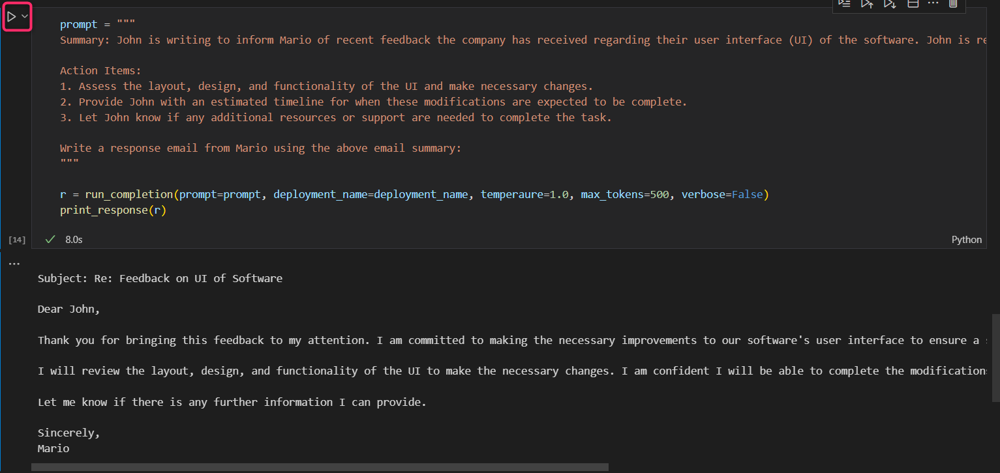 prompt = """
Summary: John is writing to inform Mario of recent feedback the company has received regarding their user interface (UI) of the software. John is re
Action Items:
1. Assess the layout, design, and functionality of the UI and make necessary changes.
2. Provide John with an estimated timeline for when these modifications are expected to be complete.
3. Let John know if any additional resources or support are needed to complete the task.
Write a response email from Mario using the above email summary:
"""
r = run_completion(prompt=prompt, deployment_name=deployment_name, temperaure=1.0, max_tokens=500, verbose=False)
print_response(r)
[14] 8.0s Python
...
Subject: Re: Feedback on UI of Software
Dear John,
Thank you for bringing this feedback to my attention. I am committed to making the necessary improvements to our software's user interface to ensure a
I will review the layout, design, and functionality of the UI to make the necessary changes. I am confident I will be able to complete the modification
Let me know if there is any further information I can provide.
Sincerely,
Mario